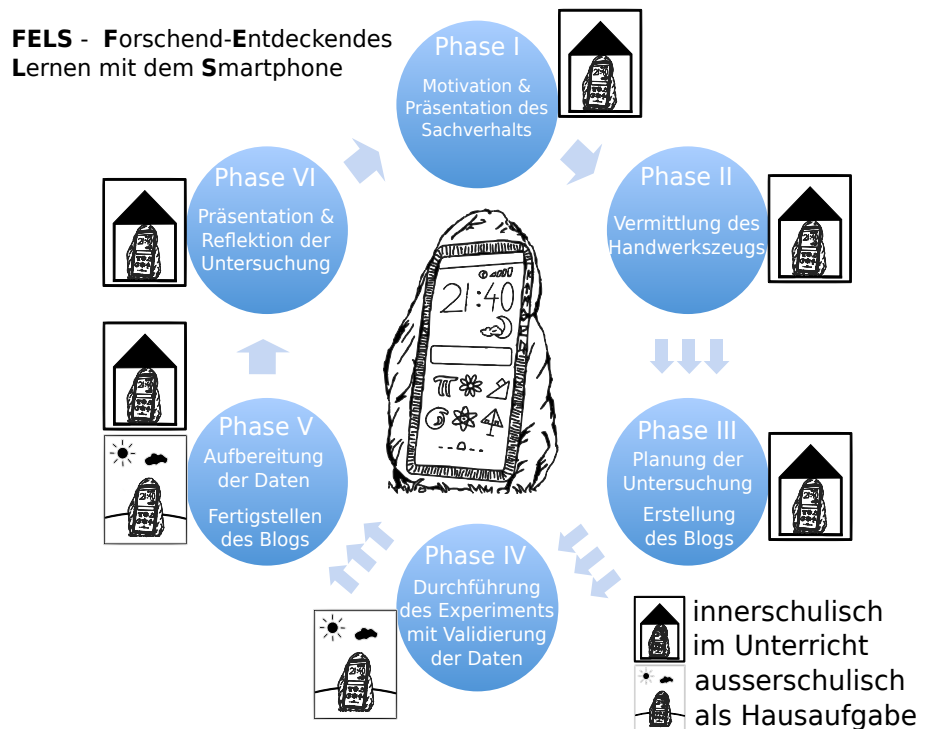 FELS - Forschend-Entdeckendes
Lernen mit dem Smartphone
Phase I
Motivation &
Präsentation des
Sachverhalts
Phase II
Vermittlung des
Handwerkszeugs
Phase III
Planung der
Untersuchung
Erstellung
des Blogs
Phase IV
Durchführung
des Experiments
mit Validierung
der Daten
Phase V
Aufbereitung
der Daten
Fertigstellen
des Blogs
Phase VI
Präsentation &
Reflektion der
Untersuchung
21:40
innerschulisch
im Unterricht
ausserschulisch
als Hausaufgabe